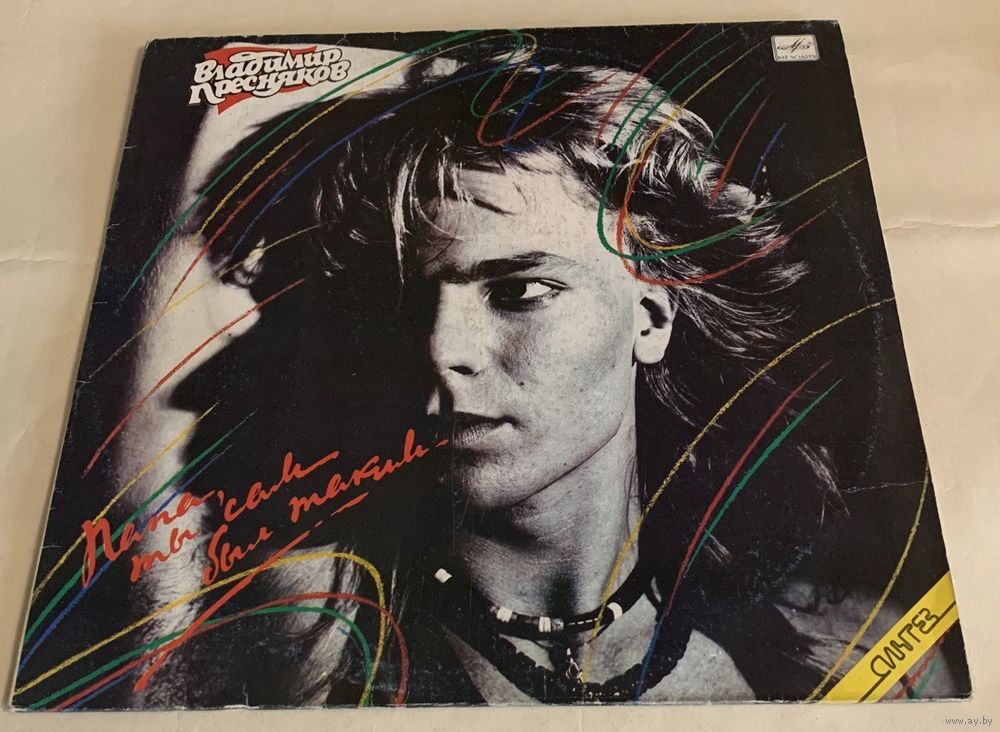 Владимир
Пресняков
МЕЛОДИЯ
Папа,
ты сам
был таким
СИНТЕЗ
www.ay.by